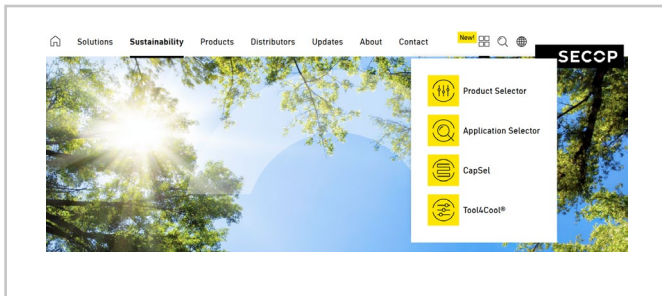 Solutions Sustainability Products Distributors Updates About Contact New!
SECOP
Product Selector
Application Selector
CapSel
Tool4Cool®